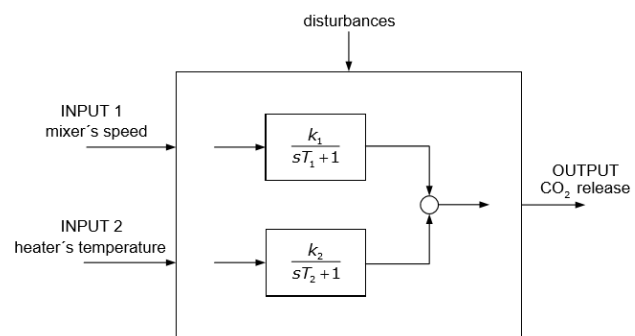 disturbances
INPUT 1
mixer´s speed
k₁
sT₁+1
OUTPUT
CO₂ release
INPUT 2
heater´s temperature
k₂
sT₂+1